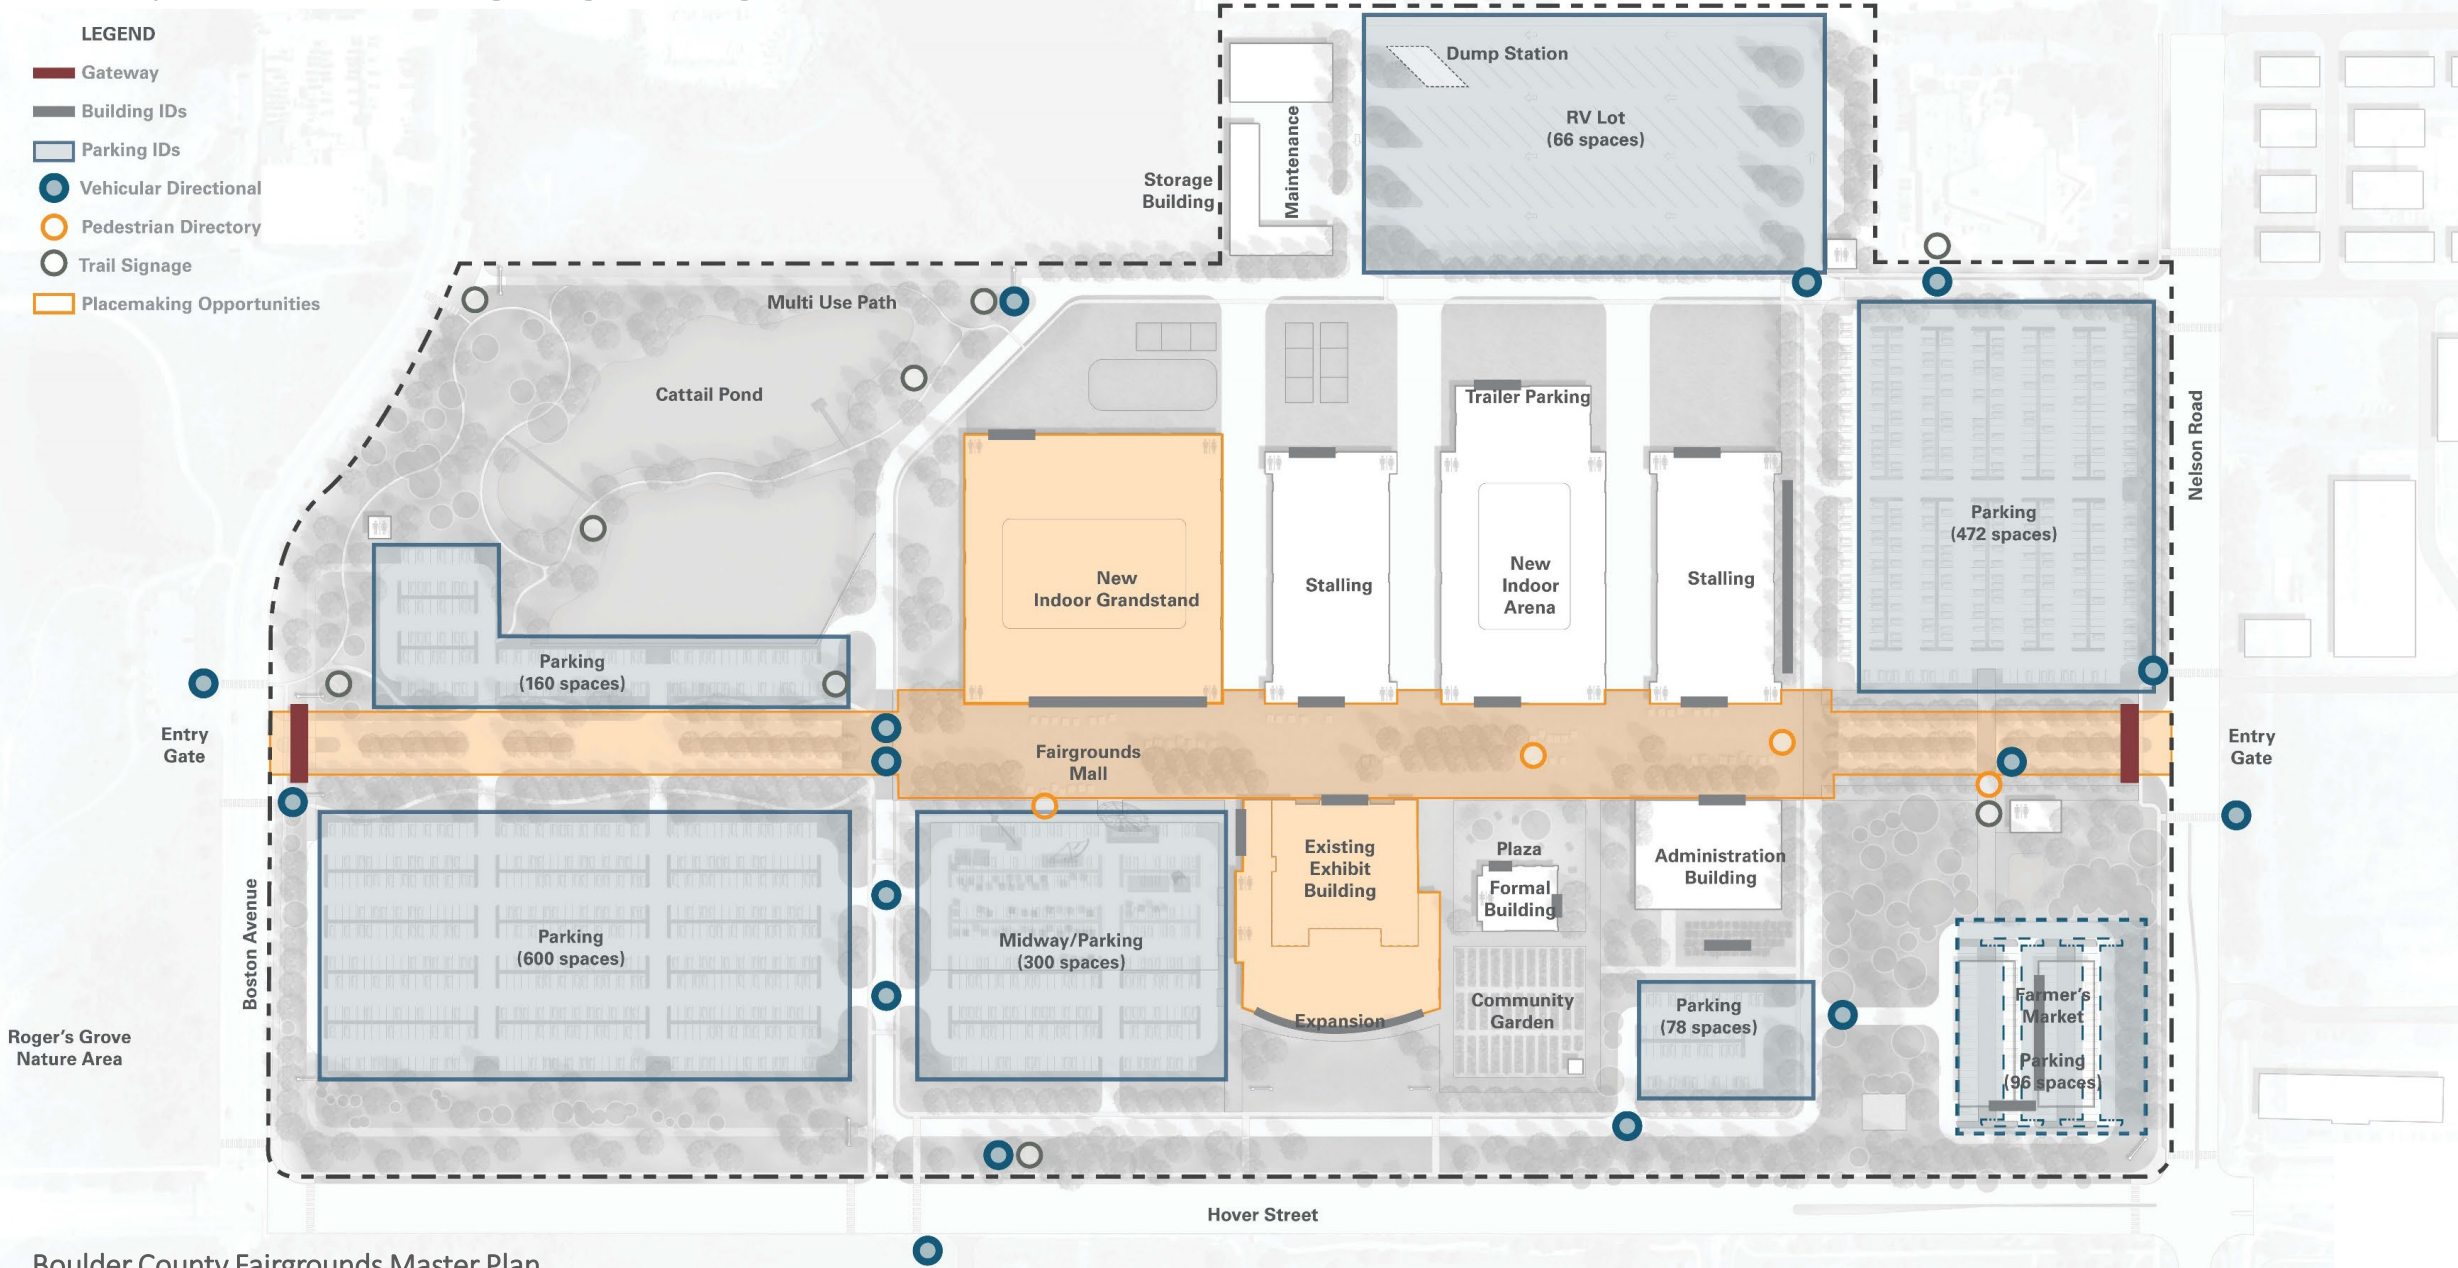 LEGEND
Gateway
Building IDs
Parking IDs
Vehicular Directional
Pedestrian Directory
Trail Signage
Placemaking Opportunities
Dump Station
RV Lot
(66 spaces)
Maintenance
Storage
Building
Multi Use Path
Cattail Pond
Trailer Parking
Nelson Road
Parking
(472 spaces)
New
Indoor Grandstand
Stalling
New
Indoor
Arena
Stalling
Parking
(160 spaces)
Entry
Gate
Fairgrounds
Mall
Entry
Gate
Existing
Exhibit
Building
Plaza
Formal
Building
Administration
Building
Boston Avenue
Parking
(600 spaces)
Midway/Parking
(300 spaces)
Expansion
Community
Garden
Parking
(78 spaces)
Farmer's
Market
Parking
(96 spaces)
Roger's Grove
Nature Area
Hover Street
Boulder County Fairgrounds Master Plan